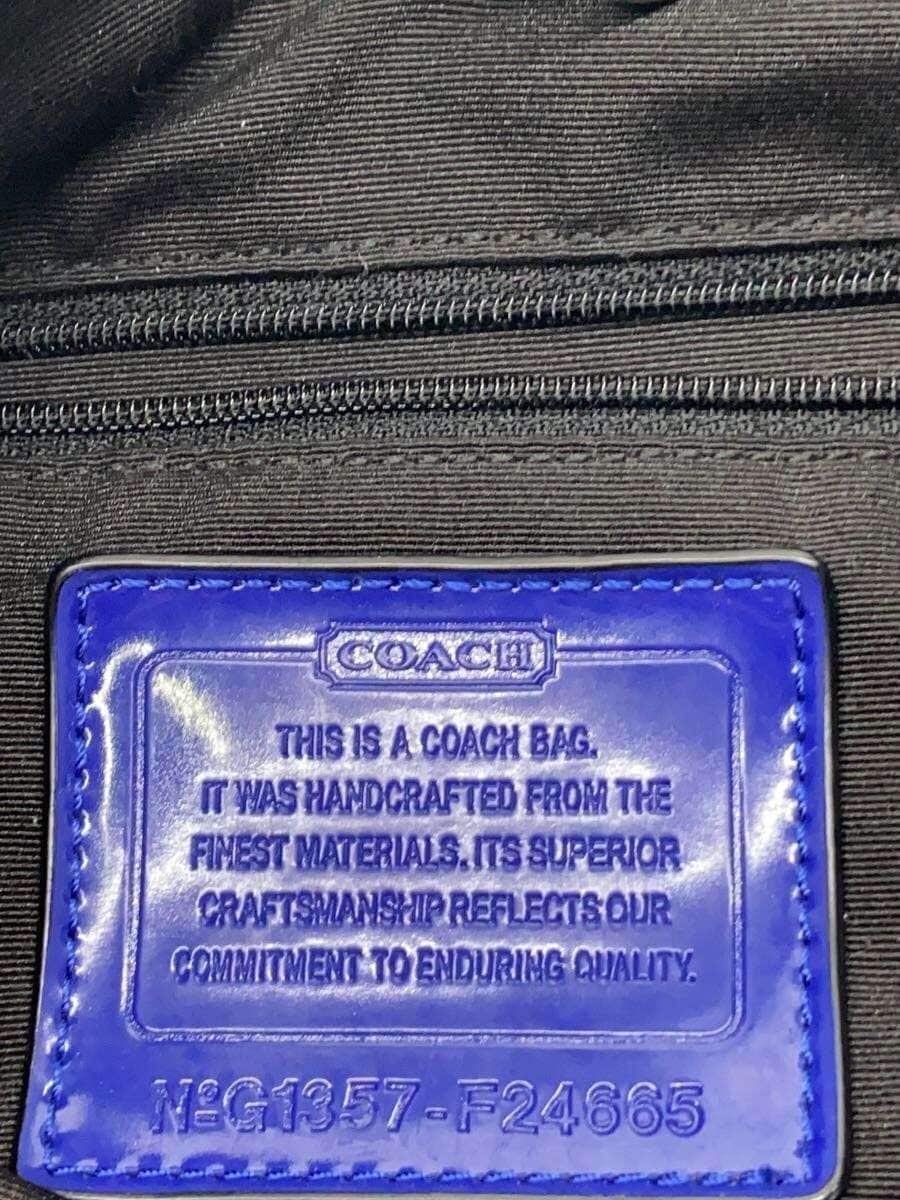 COACH
THIS IS A COACH BAG.
IT WAS HANDCRAFTED FROM THE
FINEST MATERIALS. ITS SUPERIOR
CRAFTSMANSHIP REFLECTS OUR
COMMITMENT TO ENDURING QUALITY.
NºG1357-F24665